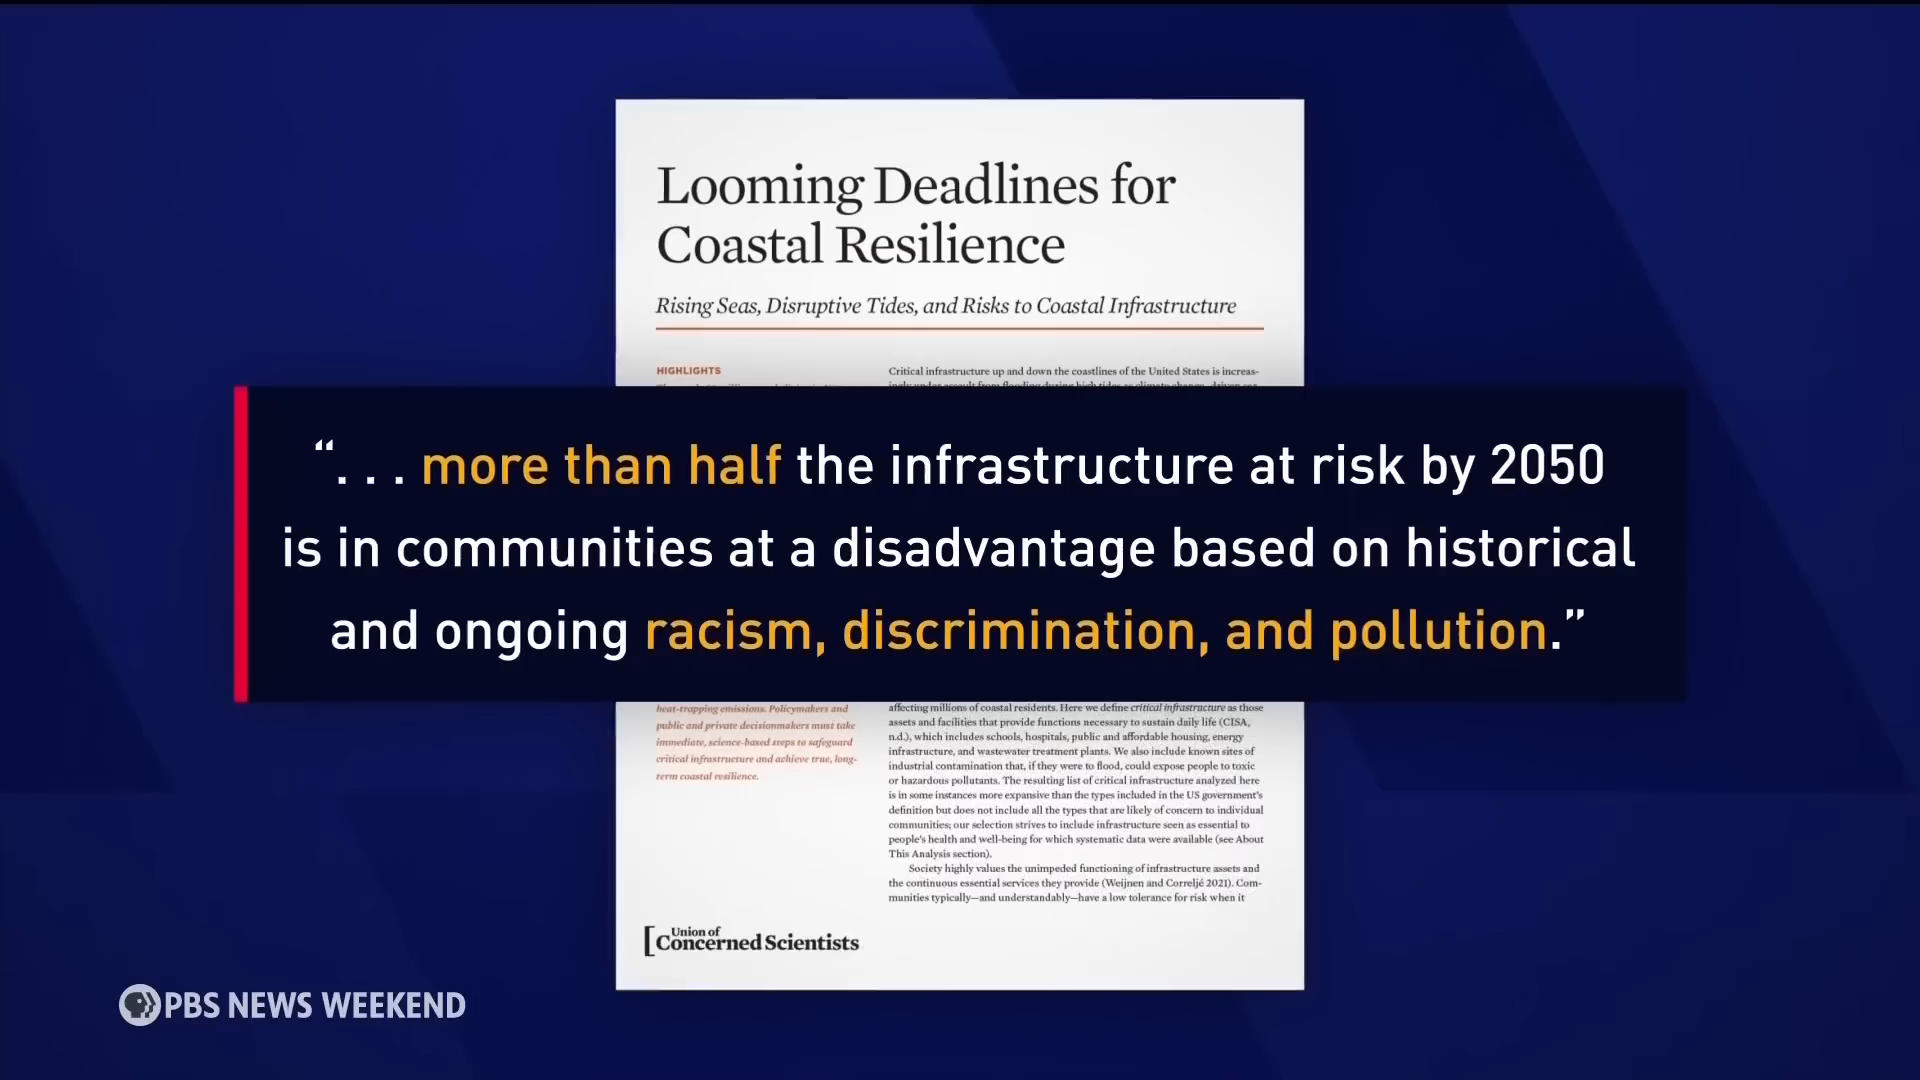 Looming Deadlines for
Coastal Resilience
Rising Seas, Disruptive Tides, and Risks to Coastal Infrastructure
HIGHLIGHTS
Critical infrastructure up and down the coastlines of the United States is increas-
“. . . more than half the infrastructure at risk by 2050
is in communities at a disadvantage based on historical
and ongoing racism, discrimination, and pollution.”
heat-trapping emissions. Policymakers and
public and private decisionmakers must take
immediate, science-based steps to safeguard
critical infrastructure and achieve true, long-
term coastal resilience.
affecting millions of coastal residents. Here we define critical infrastructure as those
assets and facilities that provide functions necessary to sustain daily life (CISA,
n.d.), which includes schools, hospitals, public and affordable housing, energy
infrastructure, and wastewater treatment plants. We also include known sites of
industrial contamination that, if they were to flood, could expose people to toxic
or hazardous pollutants. The resulting list of critical infrastructure analyzed here
is in some instances more expansive than the types included in the US government's
definition but does not include all the types that are likely of concern to individual
communities; our selection strives to include infrastructure seen as essential to
people's health and well-being for which systematic data were available (see About
This Analysis section).
Society highly values the unimpeded functioning of infrastructure assets and
the continuous essential services they provide (Weijnen and Correljé 2021). Com-
munities typically—and understandably—have a low tolerance for risk when it
Union of
Concerned Scientists
PBS NEWS WEEKEND